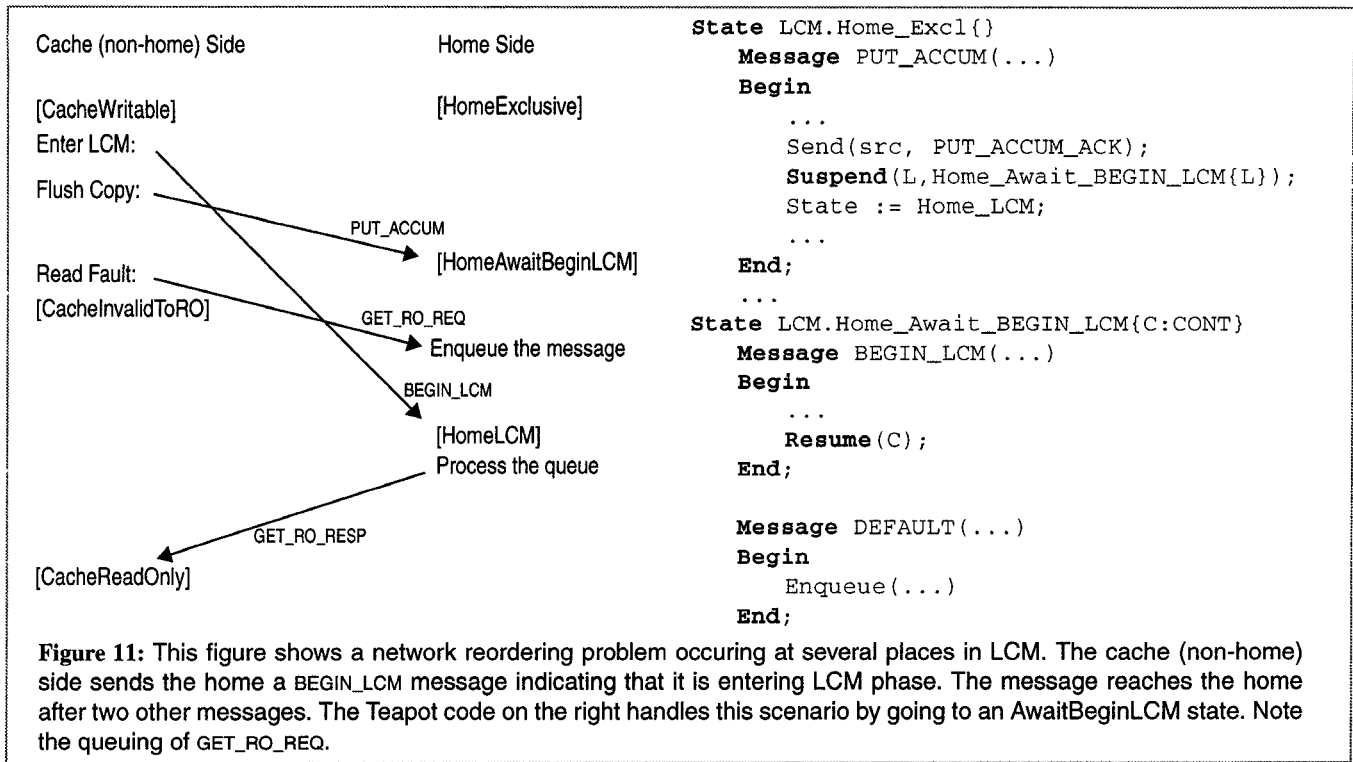 Cache (non-home) Side
Home Side
[CacheWritable]
[HomeExclusive]
Enter LCM:
Flush Copy:
PUT_ACCUM
[HomeAwaitBeginLCM]
Read Fault:
[CacheInvalidToRO]
GET_RO_REQ
Enqueue the message
BEGIN_LCM
[HomeLCM]
Process the queue
GET_RO_RESP
[CacheReadOnly]
State LCM.Home_Excl{}
Message PUT_ACCUM(...)
Begin
...
Send(src, PUT_ACCUM_ACK);
Suspend(L,Home_Await_BEGIN_LCM{L});
State := Home_LCM;
...
End;
...
State LCM.Home_Await_BEGIN_LCM{C:CONT}
Message BEGIN_LCM(...)
Begin
...
Resume(C);
End;
Message DEFAULT(...)
Begin
Enqueue(...)
End;
Figure 11: This figure shows a network reordering problem occuring at several places in LCM. The cache (non-home)
side sends the home a BEGIN_LCM message indicating that it is entering LCM phase. The message reaches the home
after two other messages. The Teapot code on the right handles this scenario by going to an AwaitBeginLCM state. Note
the queuing of GET_RO_REQ.